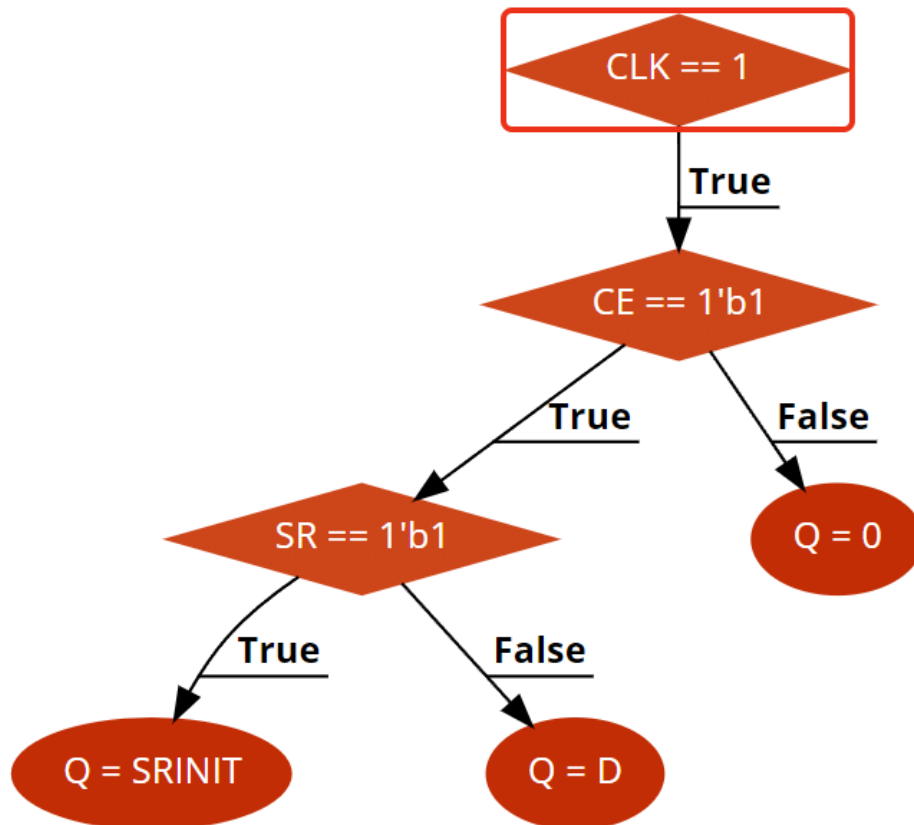 CLK == 1
True
CE == 1'b1
True
False
SR == 1'b1
Q = 0
True
False
Q = SRINIT
Q = D